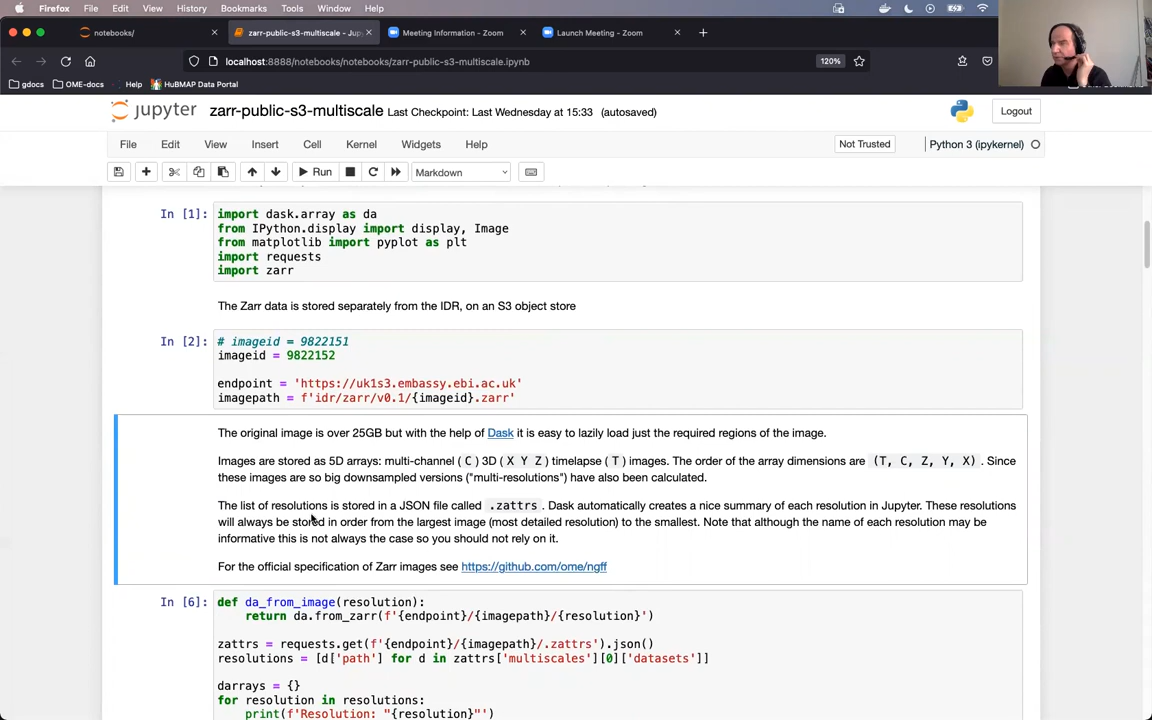 Firefox File Edit View History Bookmarks Tools Window Help
notebooks/ zarr-public-s3-multiscale - Jup Meeting Information - Zoom Launch Meeting - Zoom
localhost:8888/notebooks/notebooks/zarr-public-s3-multiscale.ipynb 120%
gdocs OME-docs Help HuBMAP Data Portal
jupyter zarr-public-s3-multiscale Last Checkpoint: Last Wednesday at 15:33 (autosaved) Logout
File Edit View Insert Cell Kernel Widgets Help Not Trusted Python 3 (ipykernel)
Run Markdown
In [1]: import dask.array as da
from IPython.display import display, Image
from matplotlib import pyplot as plt
import requests
import zarr
The Zarr data is stored separately from the IDR, on an S3 object store
In [2]: # imageid = 9822151
imageid = 9822152
endpoint = 'https://uk1s3.embassy.ebi.ac.uk'
imagepath = f'idr/zarr/v0.1/{imageid}.zarr'
The original image is over 25GB but with the help of Dask it is easy to lazily load just the required regions of the image.
Images are stored as 5D arrays: multi-channel ( C ) 3D ( X Y Z ) timelapse ( T ) images. The order of the array dimensions are (T, C, Z, Y, X) . Since
these images are so big downsampled versions ("multi-resolutions") have also been calculated.
The list of resolutions is stored in a JSON file called .zattrs . Dask automatically creates a nice summary of each resolution in Jupyter. These resolutions
will always be stored in order from the largest image (most detailed resolution) to the smallest. Note that although the name of each resolution may be
informative this is not always the case so you should not rely on it.
For the official specification of Zarr images see https://github.com/ome/ngff
In [6]: def da_from_image(resolution):
return da.from_zarr(f'{endpoint}/{imagepath}/{resolution}')
zattrs = requests.get(f'{endpoint}/{imagepath}/.zattrs').json()
resolutions = [d['path'] for d in zattrs['multiscales'][0]['datasets']]
darrays = {}
for resolution in resolutions:
print(f'Resolution: "{resolution}"')